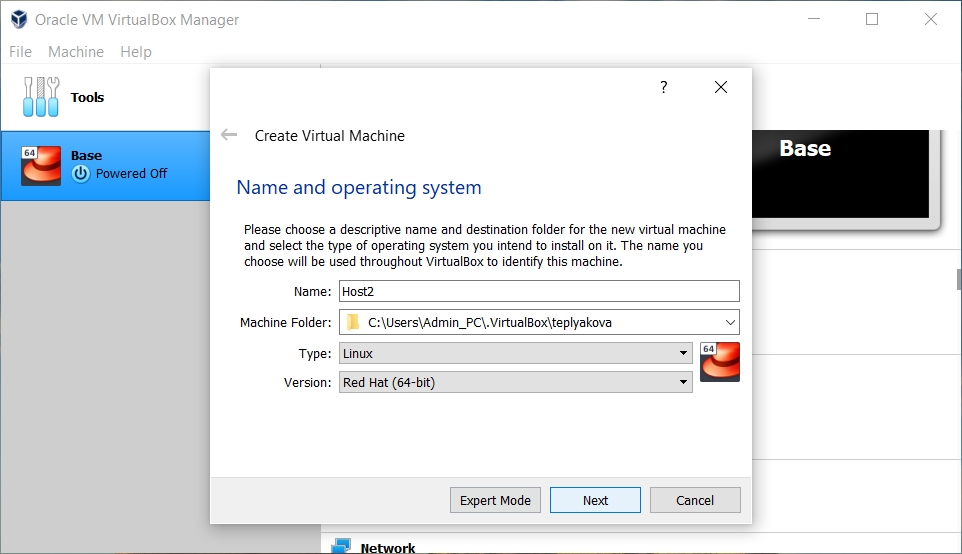 Oracle VM VirtualBox Manager
File Machine Help
Tools
64
Base
Powered Off
Base
?
Create Virtual Machine
Name and operating system
Please choose a descriptive name and destination folder for the new virtual machine
and select the type of operating system you intend to install on it. The name you
choose will be used throughout VirtualBox to identify this machine.
Name: Host2
Machine Folder: C:\Users\Admin_PC\.VirtualBox\teplyakova
Type: Linux
64
Version: Red Hat (64-bit)
Expert Mode Next Cancel
Network